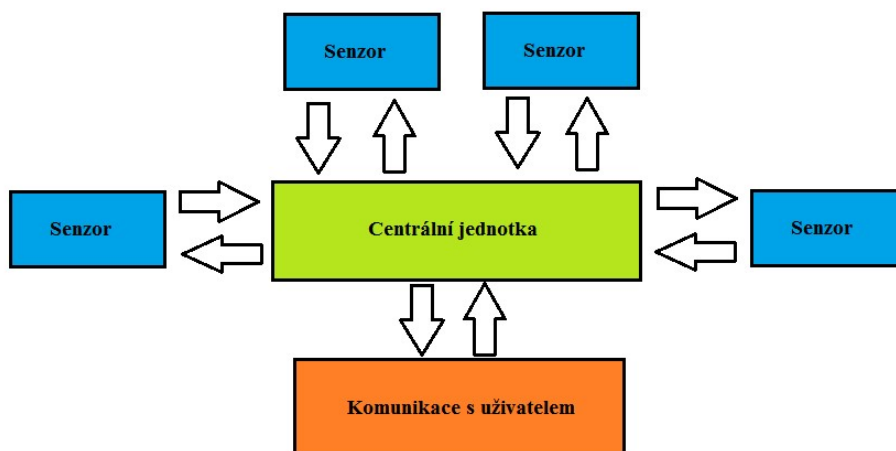 Senzor
Senzor
Senzor
Centrální jednotka
Senzor
Komunikace s uživatelem